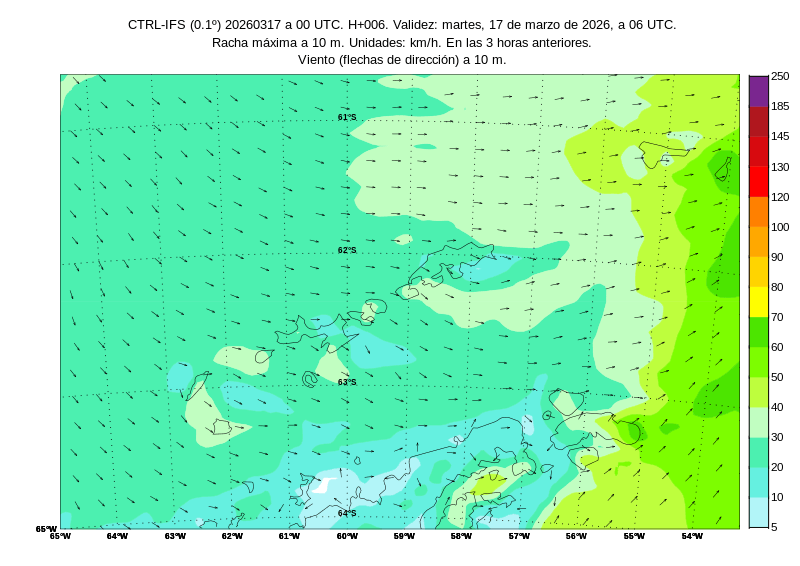 CTRL-IFS (0.1º) 20260317 a 00 UTC. H+006. Validez: martes, 17 de marzo de 2026, a 06 UTC.
Racha máxima a 10 m. Unidades: km/h. En las 3 horas anteriores.
Viento (flechas de dirección) a 10 m.
250
185
145
130
120
100
90
80
70
60
50
40
30
20
10
5
61°S
62°S
63°S
64°S
65°W
65°W
64°W
63°W
62°W
61°W
60°W
59°W
58°W
57°W
56°W
55°W
54°W